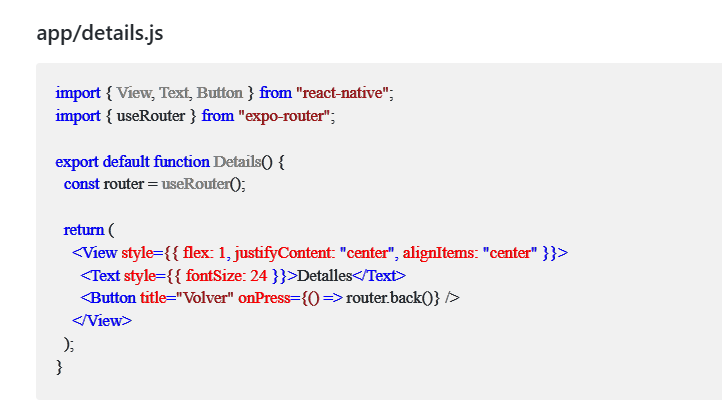 app/details.js
import { View, Text, Button } from "react-native";
import { useRouter } from "expo-router";
export default function Details() {
const router = useRouter();
return (
<View style={{ flex: 1, justifyContent: "center", alignItems: "center" }}>
<Text style={{ fontSize: 24 }}>Detalles</Text>
<Button title="Volver" onPress={() => router.back()} />
</View>
);
}